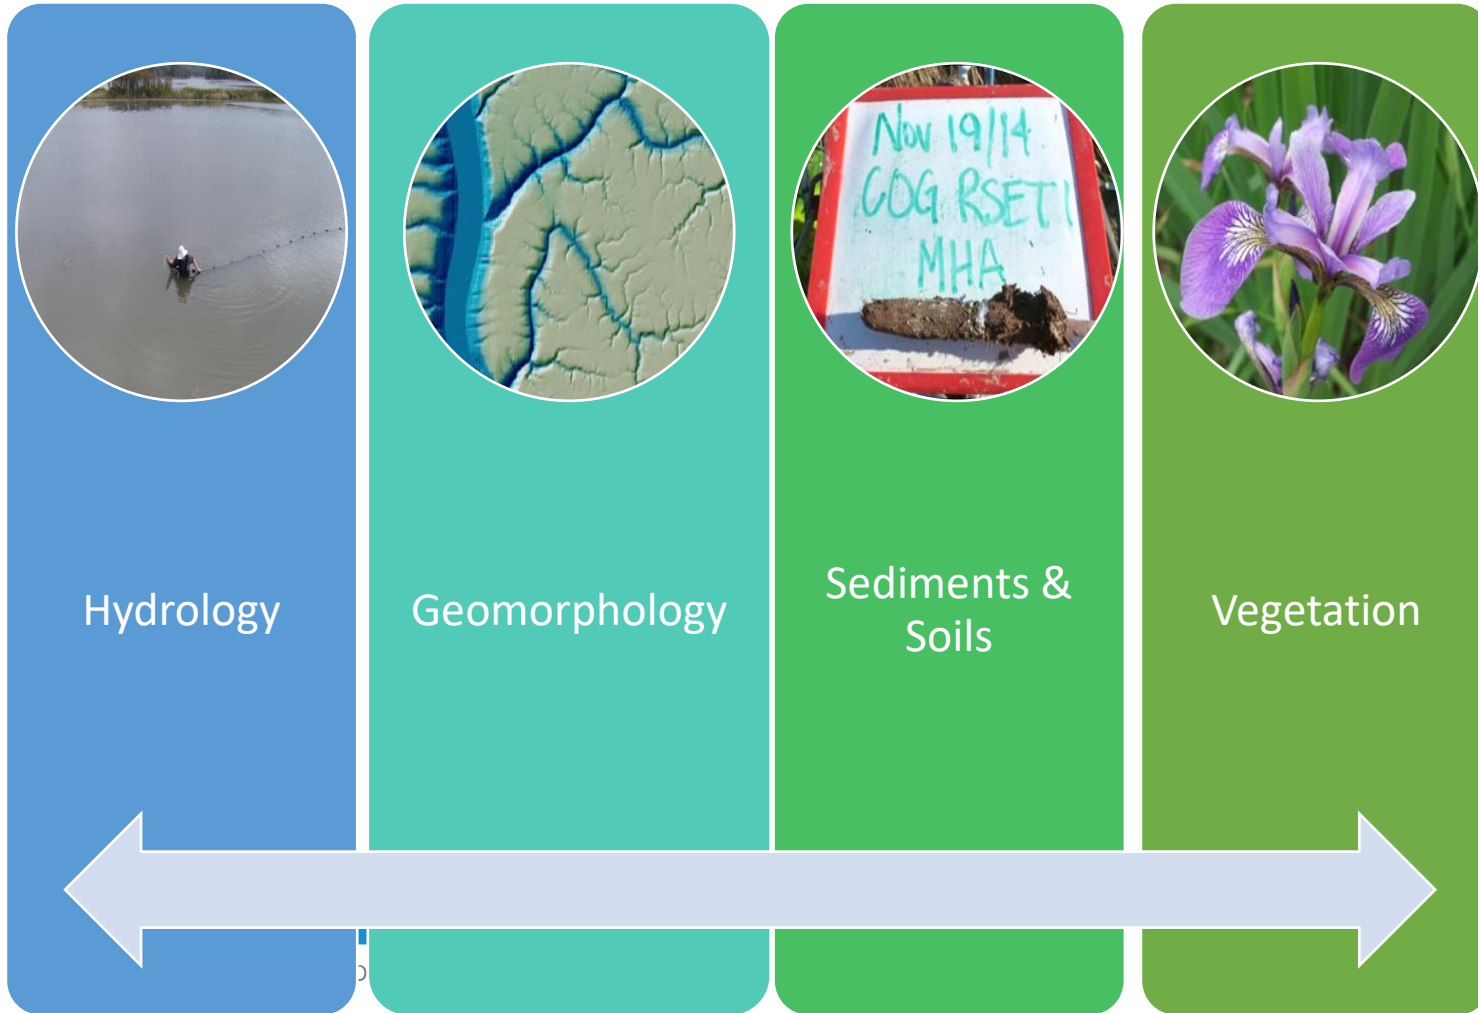 Nov 19/14
COG RSET1
MHA
Hydrology
Geomorphology
Sediments &
Soils
Vegetation